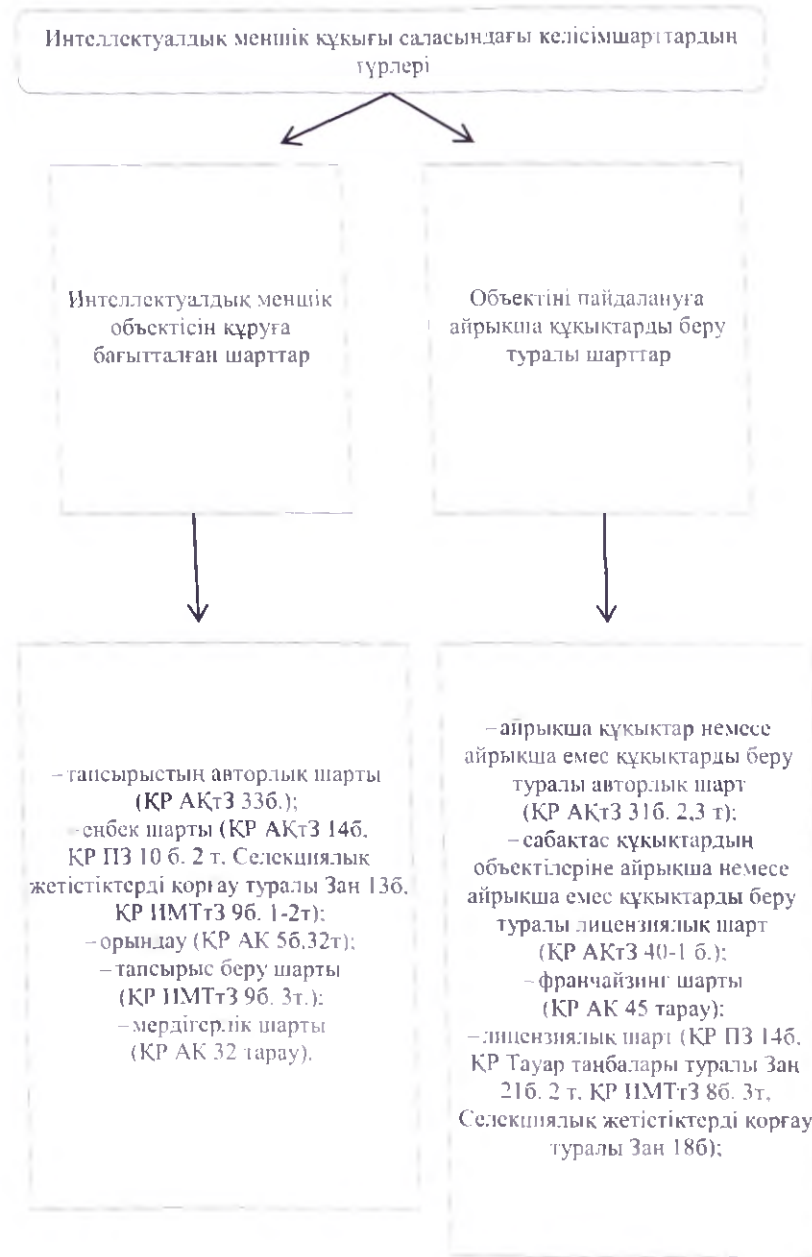 Интеллектуалдық меншік құқығы саласындағы келісімшарттардың
түрлері
Интеллектуалдық меншік
объектісін құруға
бағытталған шарттар
Объектіні пайдалануға
айрықша құқықтарды беру
туралы шарттар
–тапсырыстың авторлық шарты
(ҚР АҚтЗ 33б.);
–еңбек шарты (ҚР АҚтЗ 14б.
ҚР ПЗ 10 б. 2 т. Селекциялық
жетістіктерді қорғау туралы Заң 13б.
ҚР ИМТтЗ 9б. 1-2т);
–орындау (ҚР АК 5б.32т);
–тапсырыс беру шарты
(ҚР ИМТтЗ 9б. 3т.);
–мердігерлік шарты
(ҚР АК 32 тарау).
–айрықша құқықтар немесе
айрықша емес құқықтарды беру
туралы авторлық шарт
(ҚР АҚтЗ 31б. 2,3 т);
–сабақтас құқықтардың
объектілеріне айрықша немесе
айрықша емес құқықтарды беру
туралы лицензиялық шарт
(ҚР АҚтЗ 40-1 б.);
–франчайзинг шарты
(ҚР АК 45 тарау);
–лицензиялық шарт (ҚР ПЗ 14б.
ҚР Тауар таңбалары туралы Заң
21б. 2 т. ҚР ИМТтЗ 8б. 3т.
Селекциялық жетістіктерді қорғау
туралы Заң 18б);